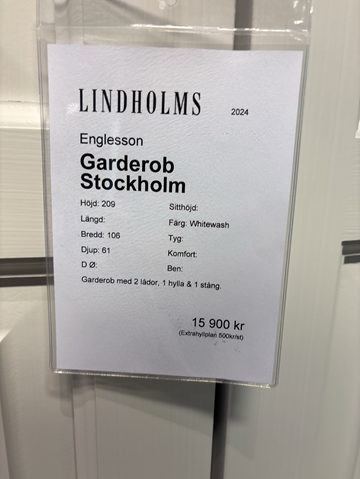 LINDHOLMS 2024
Englesson
Garderob
Stockholm
Höjd: 209 Sitthöjd:
Längd: Färg: Whitewash
Bredd: 106 Tyg:
Djup: 61 Komfort:
D Ø: Ben:
Garderob med 2 lådor, 1 hylla & 1 stång.
15 900 kr
(Extrahyllplan 500kr/st)